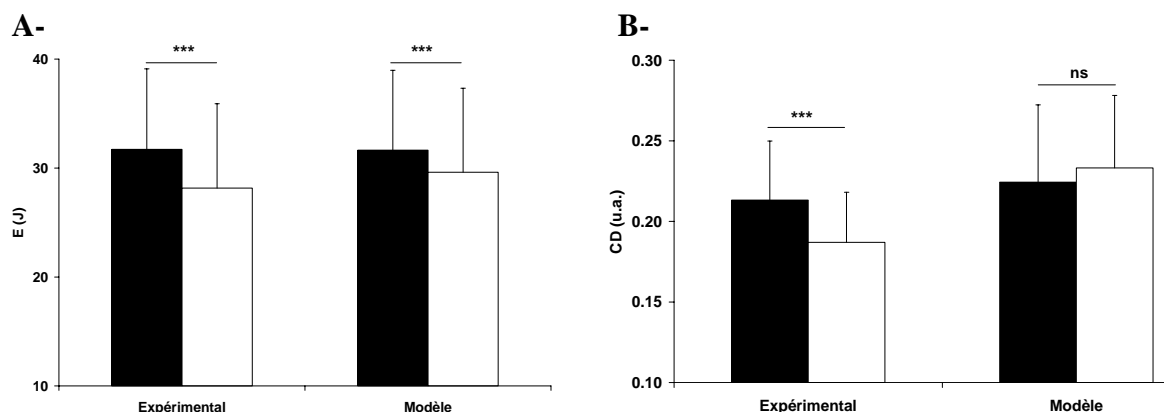 A-
***
***
40
30
20
10
E (J)
Expérimental
Modèle
B-
ns
***
0.30
0.25
0.20
0.15
0.10
CD (u.a.)
Expérimental
Modèle